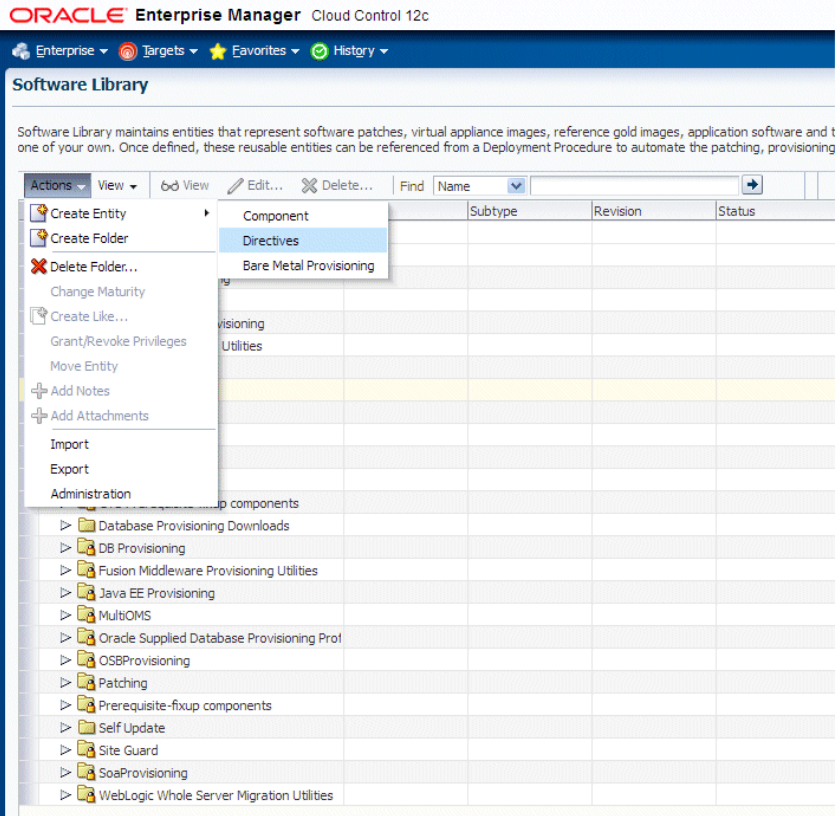 ORACLE Enterprise Manager Cloud Control 12c
Enterprise Targets Favorites History
Software Library
Software Library maintains entities that represent software patches, virtual appliance images, reference gold images, application software and t
one of your own. Once defined, these reusable entities can be referenced from a Deployment Procedure to automate the patching, provisioning
Actions View View Edit... Delete... Find Name
Subtype Revision Status
Create Entity
Create Folder
Delete Folder...
Change Maturity
Create Like...
Grant/Revoke Privileges
Move Entity
Add Notes
Add Attachments
Import
Export
Administration
Component
Directives
Bare Metal Provisioning
visioning
Utilities
components
Database Provisioning Downloads
DB Provisioning
Fusion Middleware Provisioning Utilities
Java EE Provisioning
MultiOMS
Oracle Supplied Database Provisioning Prof
OSBProvisioning
Patching
Prerequisite-fixup components
Self Update
Site Guard
SoaProvisioning
WebLogic Whole Server Migration Utilities